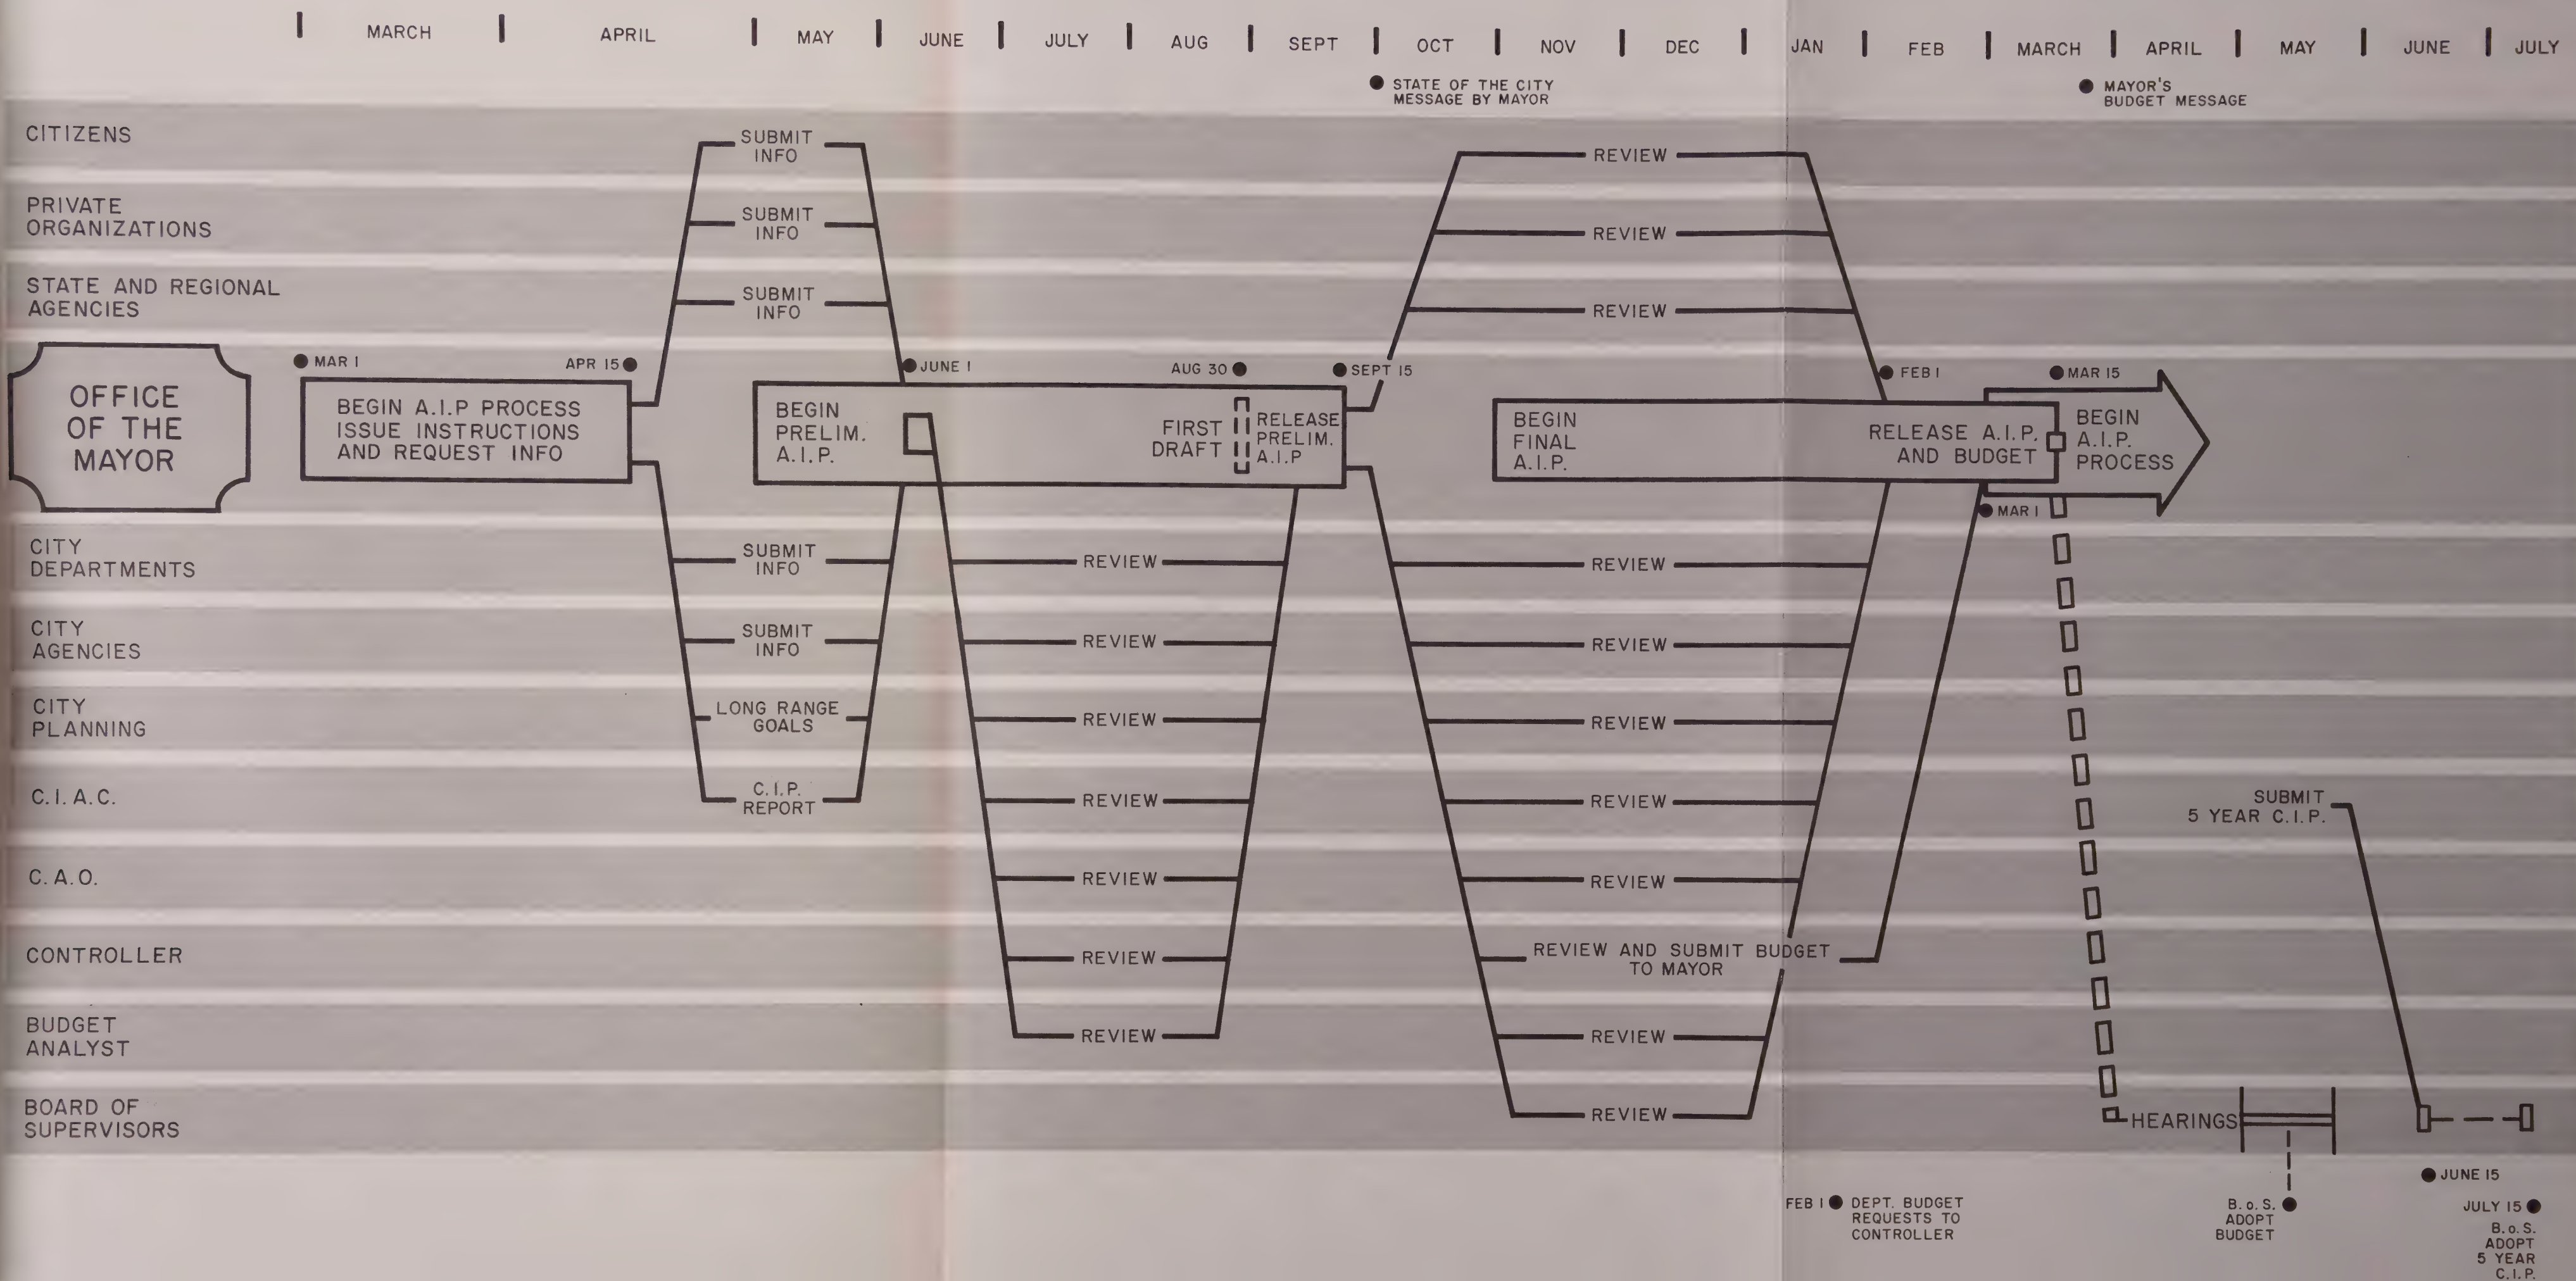 MARCH
APRIL
MAY
JUNE
JULY
AUG
SEPT
OCT
NOV
DEC
JAN
FEB
MARCH
APRIL
MAY
JUNE
JULY
STATE OF THE CITY
MESSAGE BY MAYOR
MAYOR'S
BUDGET MESSAGE
CITIZENS
SUBMIT
INFO
REVIEW
PRIVATE
ORGANIZATIONS
SUBMIT
INFO
REVIEW
STATE AND REGIONAL
AGENCIES
SUBMIT
INFO
REVIEW
OFFICE
OF THE
MAYOR
MAR 1
APR 15
JUNE 1
AUG 30
SEPT 15
FEB 1
MAR 15
BEGIN A.I.P PROCESS
ISSUE INSTRUCTIONS
AND REQUEST INFO
BEGIN
PRELIM.
A.I.P.
FIRST
DRAFT
RELEASE
PRELIM.
A.I.P
BEGIN
FINAL
A.I.P.
RELEASE A.I.P.
AND BUDGET
BEGIN
A.I.P.
PROCESS
MAR 1
CITY
DEPARTMENTS
SUBMIT
INFO
REVIEW
REVIEW
CITY
AGENCIES
SUBMIT
INFO
REVIEW
REVIEW
CITY
PLANNING
LONG RANGE
GOALS
REVIEW
REVIEW
C.I.A.C.
C.I.P.
REPORT
REVIEW
REVIEW
SUBMIT
5 YEAR C.I.P.
C.A.O.
REVIEW
REVIEW
CONTROLLER
REVIEW
REVIEW AND SUBMIT BUDGET
TO MAYOR
BUDGET
ANALYST
REVIEW
REVIEW
BOARD OF
SUPERVISORS
REVIEW
HEARINGS
JUNE 15
FEB 1
DEPT. BUDGET
REQUESTS TO
CONTROLLER
B.o.S.
ADOPT
BUDGET
JULY 15
B.o.S.
ADOPT
5 YEAR
C.I.P.